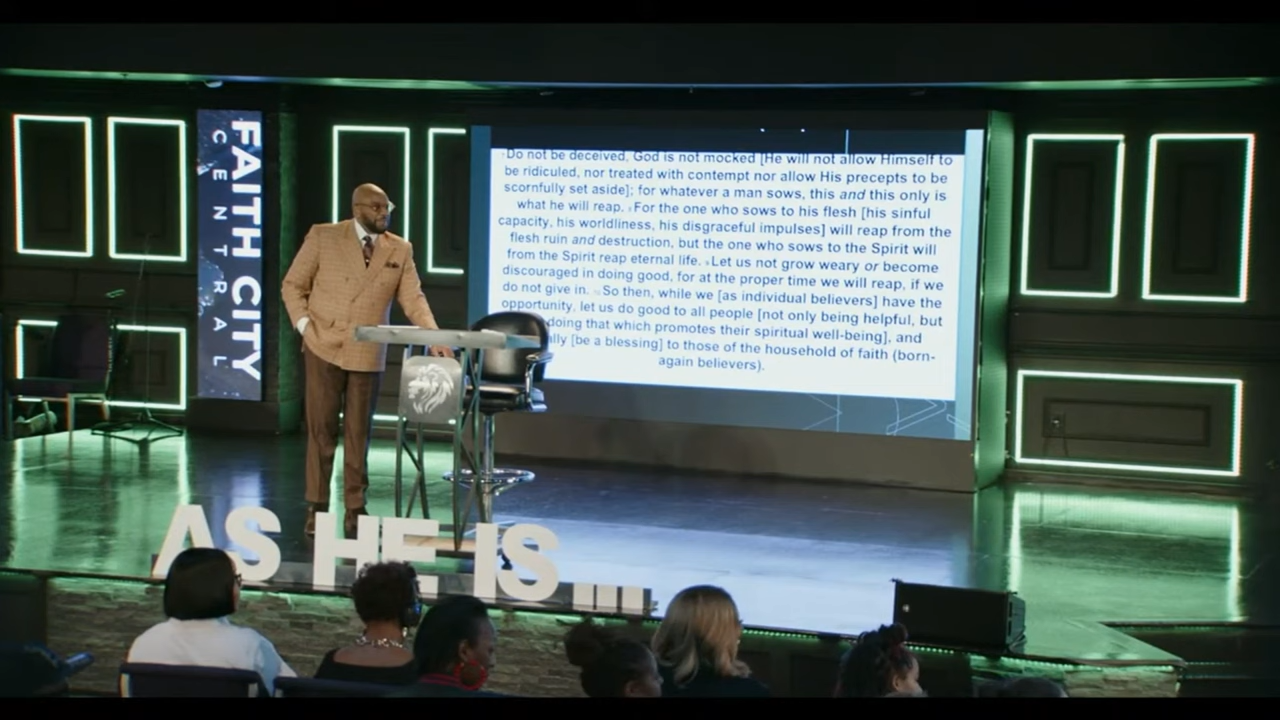 FAITH CITY
CENTRAL
Do not be deceived, God is not mocked [He will not allow Himself to
be ridiculed, nor treated with contempt nor allow His precepts to be
scornfully set aside]; for whatever a man sows, this and this only is
what he will reap. For the one who sows to his flesh [his sinful
capacity, his worldliness, his disgraceful impulses] will reap from the
flesh ruin and destruction, but the one who sows to the Spirit will
from the Spirit reap eternal life. Let us not grow weary or become
discouraged in doing good, for at the proper time we will reap, if we
do not give in. So then, while we [as individual believers] have the
opportunity, let us do good to all people [not only being helpful, but
doing that which promotes their spiritual well-being], and
[be a blessing] to those of the household of faith (born-
again believers).
AS HE IS...